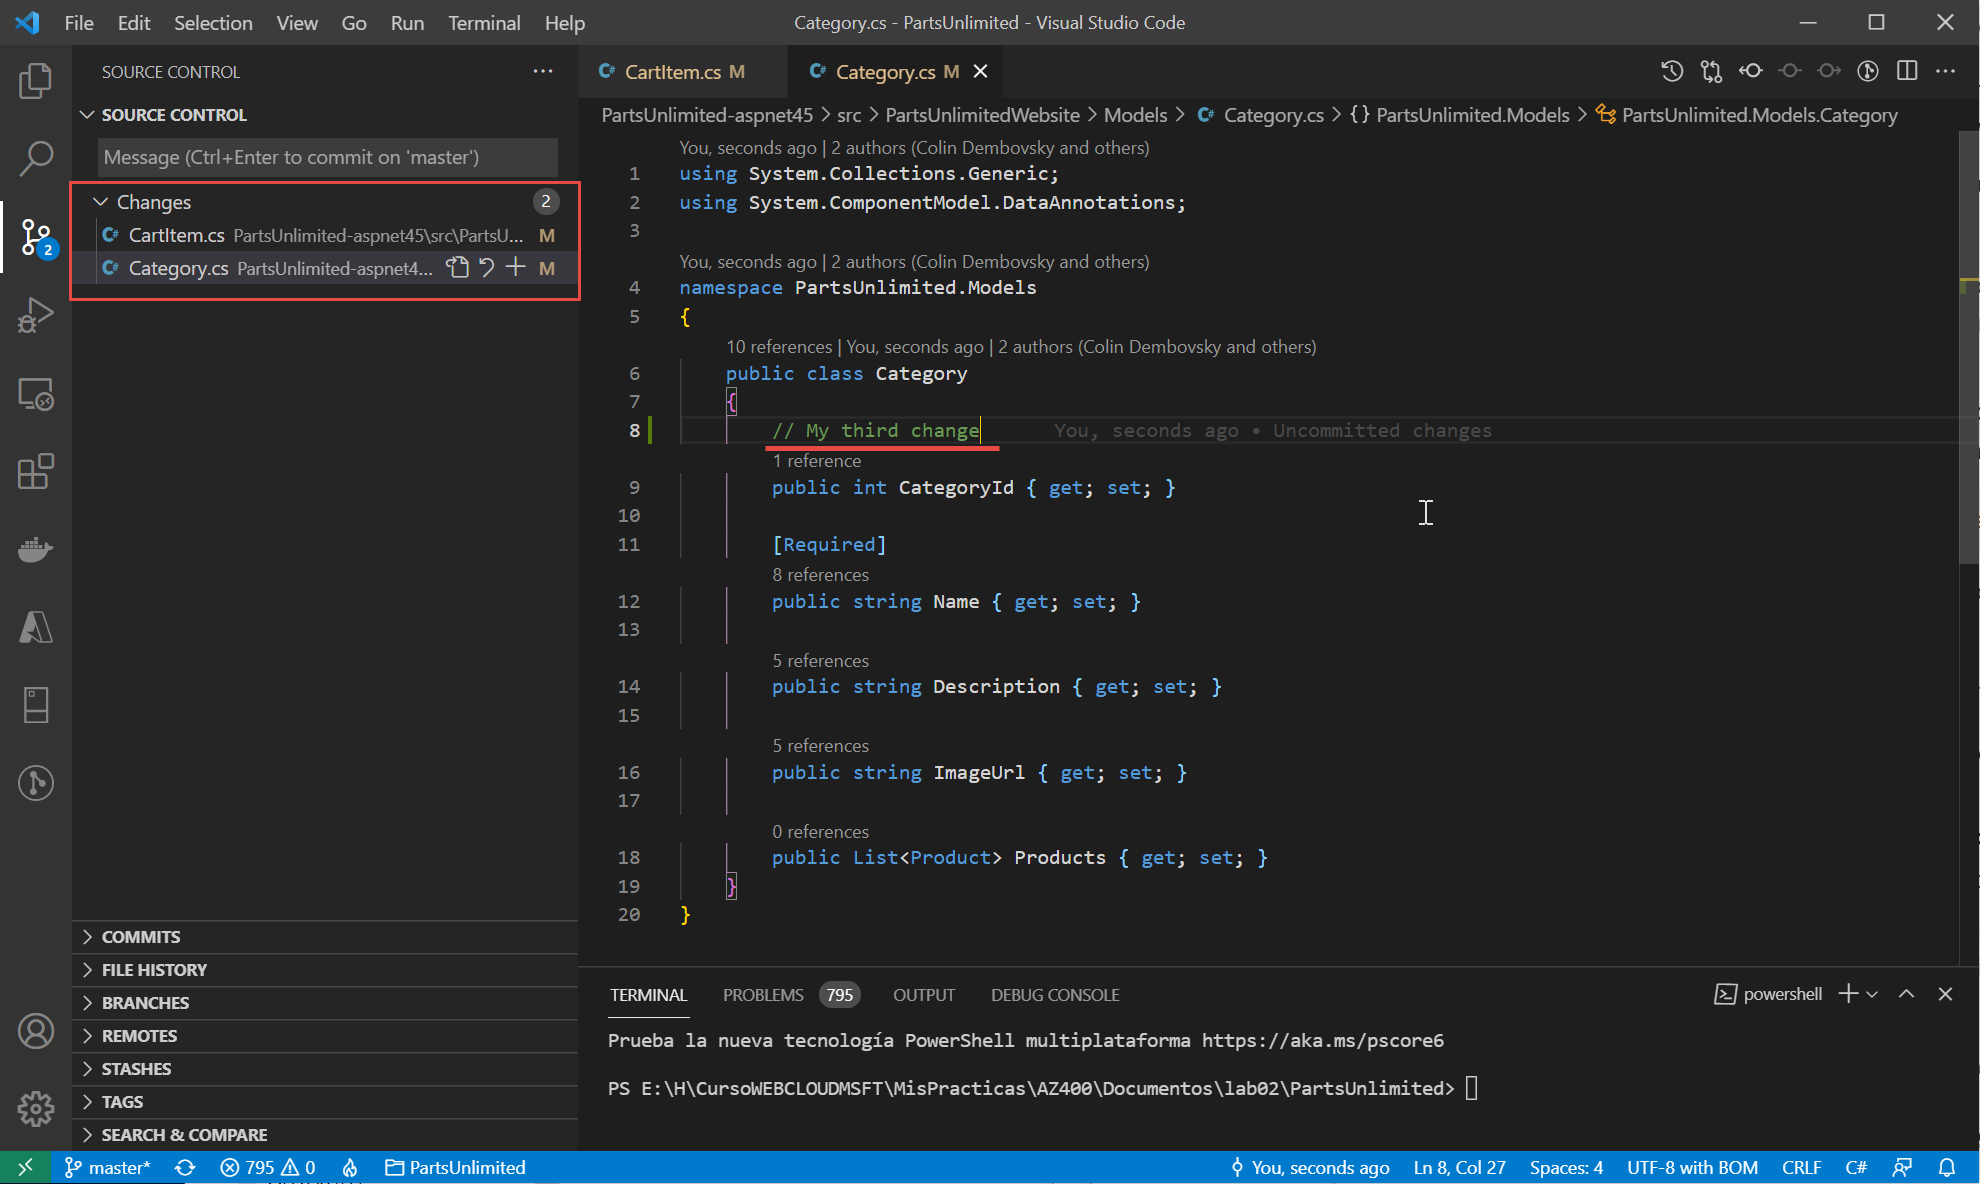 File Edit Selection View Go Run Terminal Help
Category.cs - PartsUnlimited - Visual Studio Code
SOURCE CONTROL
SOURCE CONTROL
Message (Ctrl+Enter to commit on 'master')
Changes 2
CartItem.cs PartsUnlimited-aspnet45\src\PartsU... M
Category.cs PartsUnlimited-aspnet4... M
2
COMMITS
FILE HISTORY
BRANCHES
REMOTES
STASHES
TAGS
SEARCH & COMPARE
C# CartItem.cs M
C# Category.cs M
PartsUnlimited-aspnet45 > src > PartsUnlimitedWebsite > Models > C# Category.cs > {} PartsUnlimited.Models > PartsUnlimited.Models.Category
You, seconds ago | 2 authors (Colin Dembovsky and others)
1 using System.Collections.Generic;
2 using System.ComponentModel.DataAnnotations;
3
You, seconds ago | 2 authors (Colin Dembovsky and others)
4 namespace PartsUnlimited.Models
5 {
10 references | You, seconds ago | 2 authors (Colin Dembovsky and others)
6 public class Category
7 {
8 // My third change You, seconds ago • Uncommitted changes
1 reference
9 public int CategoryId { get; set; }
10
11 [Required]
8 references
12 public string Name { get; set; }
13
5 references
14 public string Description { get; set; }
15
5 references
16 public string ImageUrl { get; set; }
17
0 references
18 public List<Product> Products { get; set; }
19 }
20 }
TERMINAL PROBLEMS 795 OUTPUT DEBUG CONSOLE
powershell
Prueba la nueva tecnología PowerShell multiplataforma https://aka.ms/pscore6
PS E:\H\CursoWEBCLOUDMSFT\MisPracticas\AZ400\Documentos\lab02\PartsUnlimited>
master* 795 0 PartsUnlimited
You, seconds ago Ln 8, Col 27 Spaces: 4 UTF-8 with BOM CRLF C#